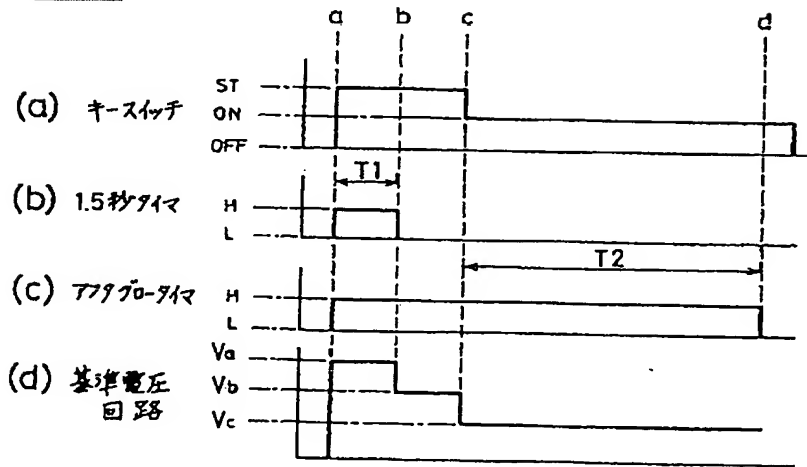 a b c d
(a) キースイッチ
ST
ON
OFF
(b) 1.5秒タイマ
H
L
T1
T2
(c) アフタグロータイマ
H
L
(d) 基準電圧
回路
Va
Vb
Vc